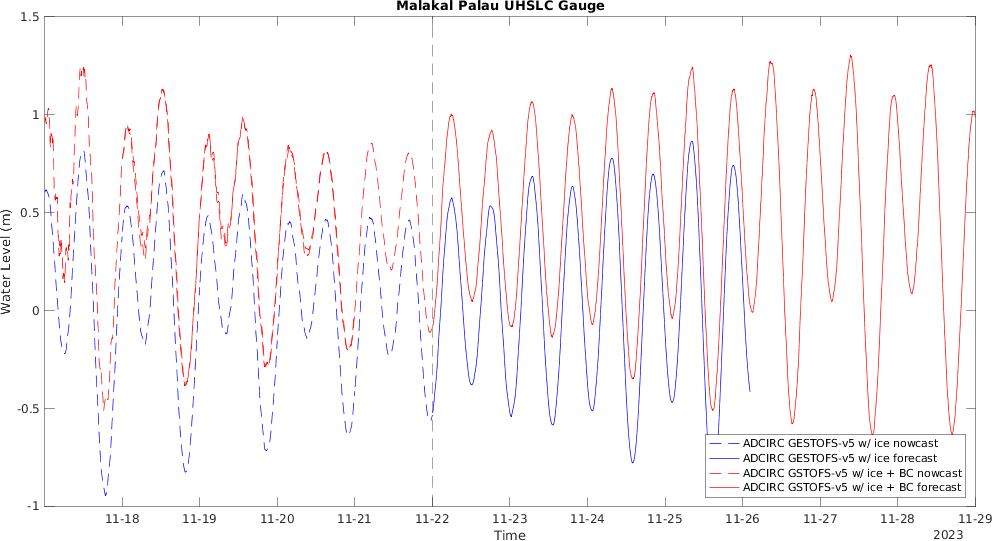 Malakal Palau UHSLC Gauge
1.5
1
0.5
0
-0.5
-1
Water Level (m)
11-18 11-19 11-20 11-21 11-22 11-23 11-24 11-25 11-26 11-27 11-28 11-29
Time
2023
ADCIRC GESTOFS-v5 w/ ice nowcast
ADCIRC GESTOFS-v5 w/ ice forecast
ADCIRC GSTOFS-v5 w/ ice + BC nowcast
ADCIRC GSTOFS-v5 w/ ice + BC forecast